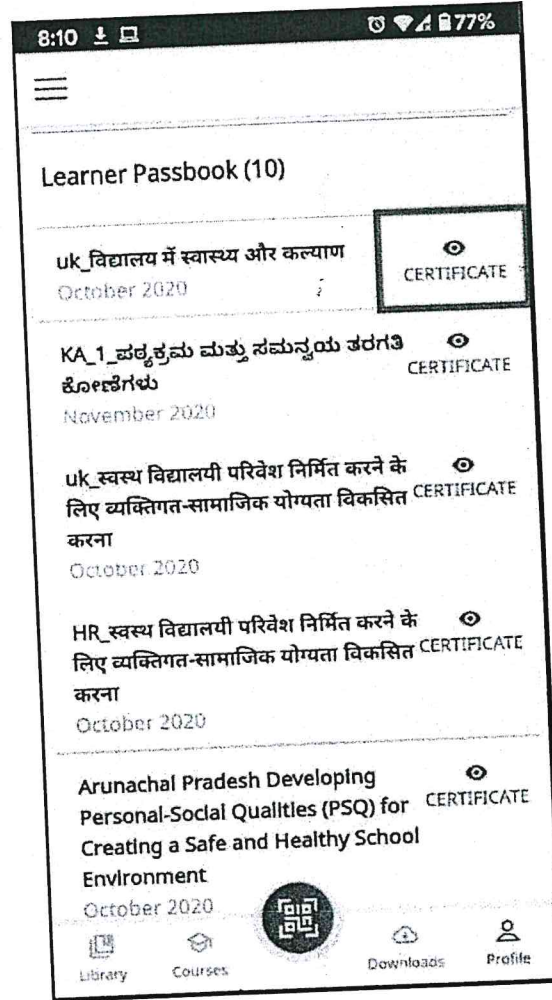 8:10 77%
Learner Passbook (10)
uk_विद्यालय में स्वास्थ्य और कल्याण
October 2020
CERTIFICATE
KA_1_ಪಠ್ಯಕ್ರಮ ಮತ್ತು ಸಮನ್ವಯ ತರಗತಿ
ಕೋಣೆಗಳು
November 2020
CERTIFICATE
uk_स्वस्थ विद्यालयी परिवेश निर्मित करने के
लिए व्यक्तिगत-सामाजिक योग्यता विकसित
करना
October 2020
CERTIFICATE
HR_स्वस्थ विद्यालयी परिवेश निर्मित करने के
लिए व्यक्तिगत-सामाजिक योग्यता विकसित
करना
October 2020
CERTIFICATE
Arunachal Pradesh Developing
Personal-Social Qualities (PSQ) for
Creating a Safe and Healthy School
Environment
October 2020
CERTIFICATE
Library Courses Downloads Profile